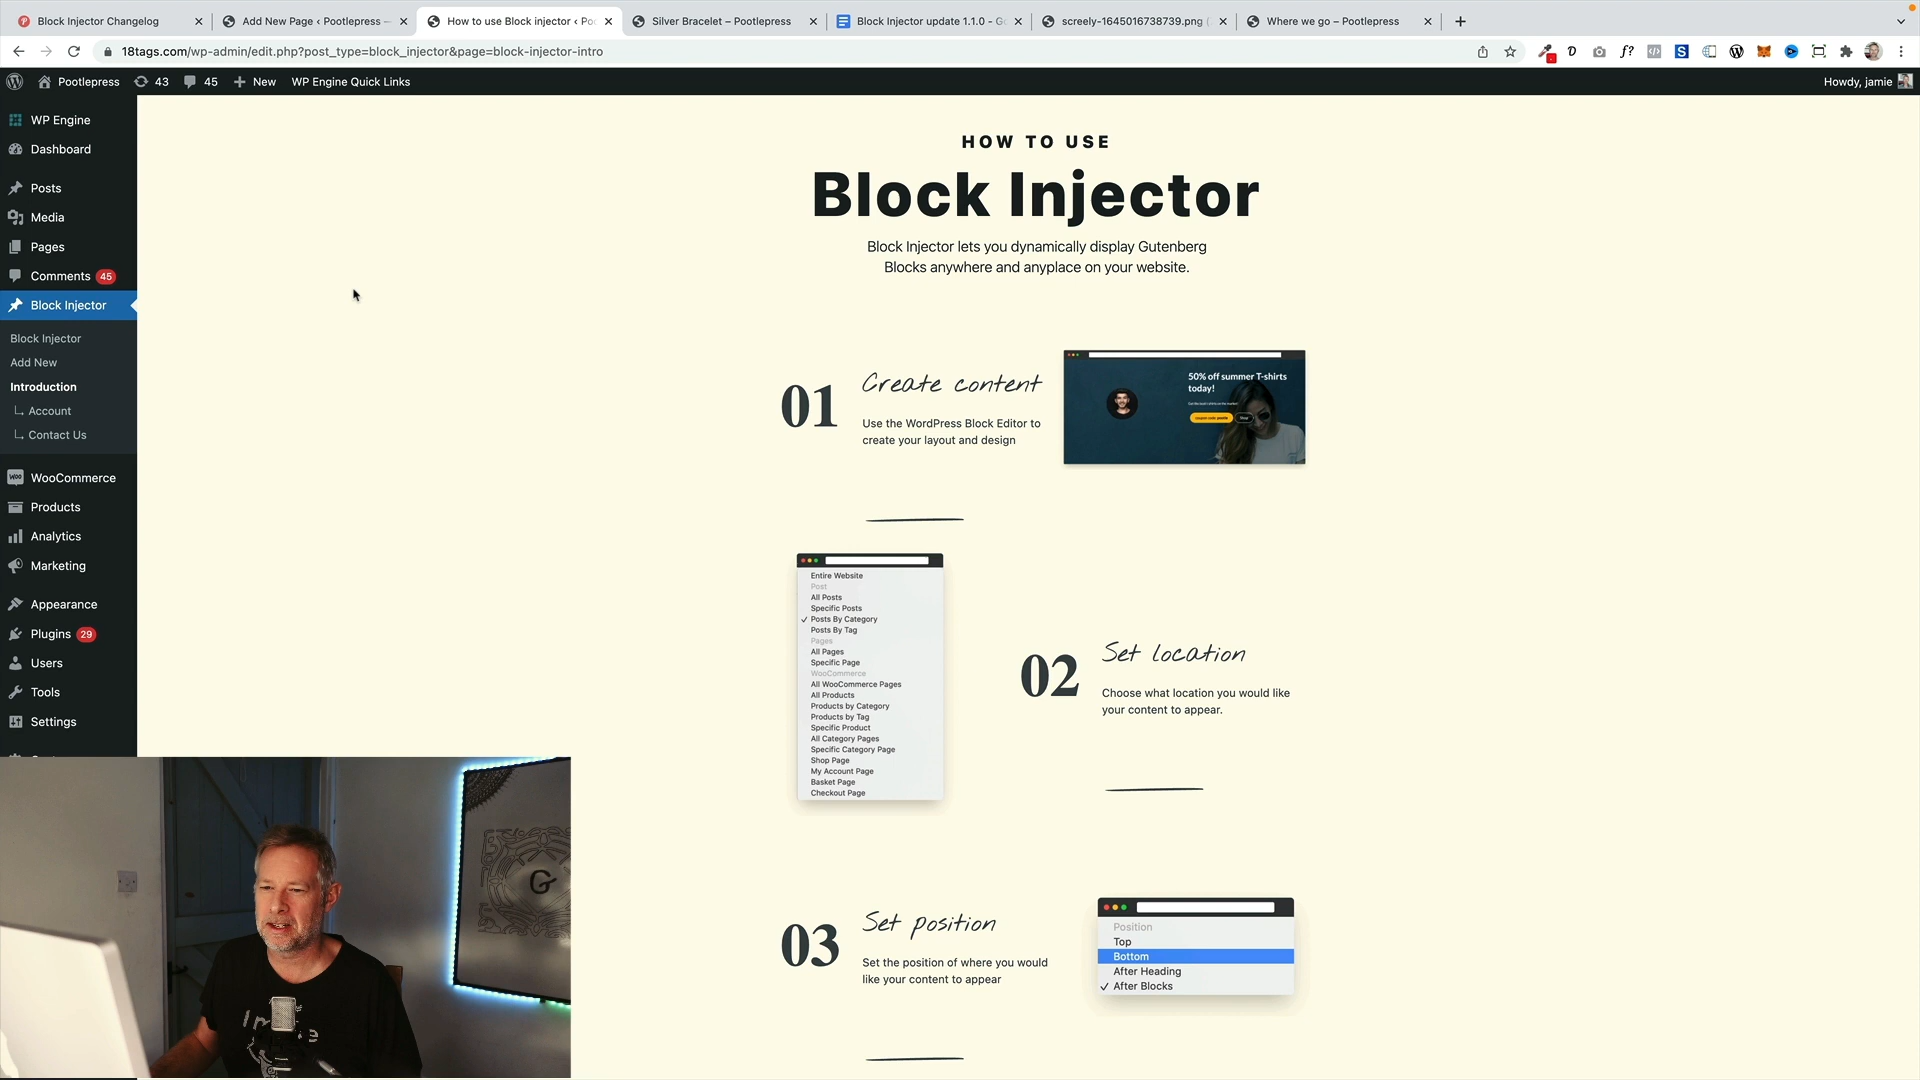 Block Injector Changelog
Add New Page ‹ Pootlepress —
How to use Block injector ‹ Po
Silver Bracelet – Pootlepress
Block Injector update 1.1.0 - G
screely-1645016738739.png (
Where we go – Pootlepress
18tags.com/wp-admin/edit.php?post_type=block_injector&page=block-injector-intro
Pootlepress
43
45
New
WP Engine Quick Links
Howdy, jamie
WP Engine
Dashboard
Posts
Media
Pages
Comments 45
Block Injector
Block Injector
Add New
Introduction
Account
Contact Us
WooCommerce
Products
Analytics
Marketing
Appearance
Plugins 29
Users
Tools
Settings
HOW TO USE
Block Injector
Block Injector lets you dynamically display Gutenberg
Blocks anywhere and anyplace on your website.
01
Create content
Use the WordPress Block Editor to
create your layout and design
50% off summer T-shirts
today!
Entire Website
Post
All Posts
Specific Posts
✓ Posts By Category
Posts By Tag
Pages
All Pages
Specific Page
WooCommerce
All WooCommerce Pages
All Products
Products by Category
Products by Tag
Specific Product
All Category Pages
Specific Category Page
Shop Page
My Account Page
Basket Page
Checkout Page
02
Set location
Choose what location you would like
your content to appear.
03
Set position
Set the position of where you would
like your content to appear
Position
Top
Bottom
After Heading
✓ After Blocks
G